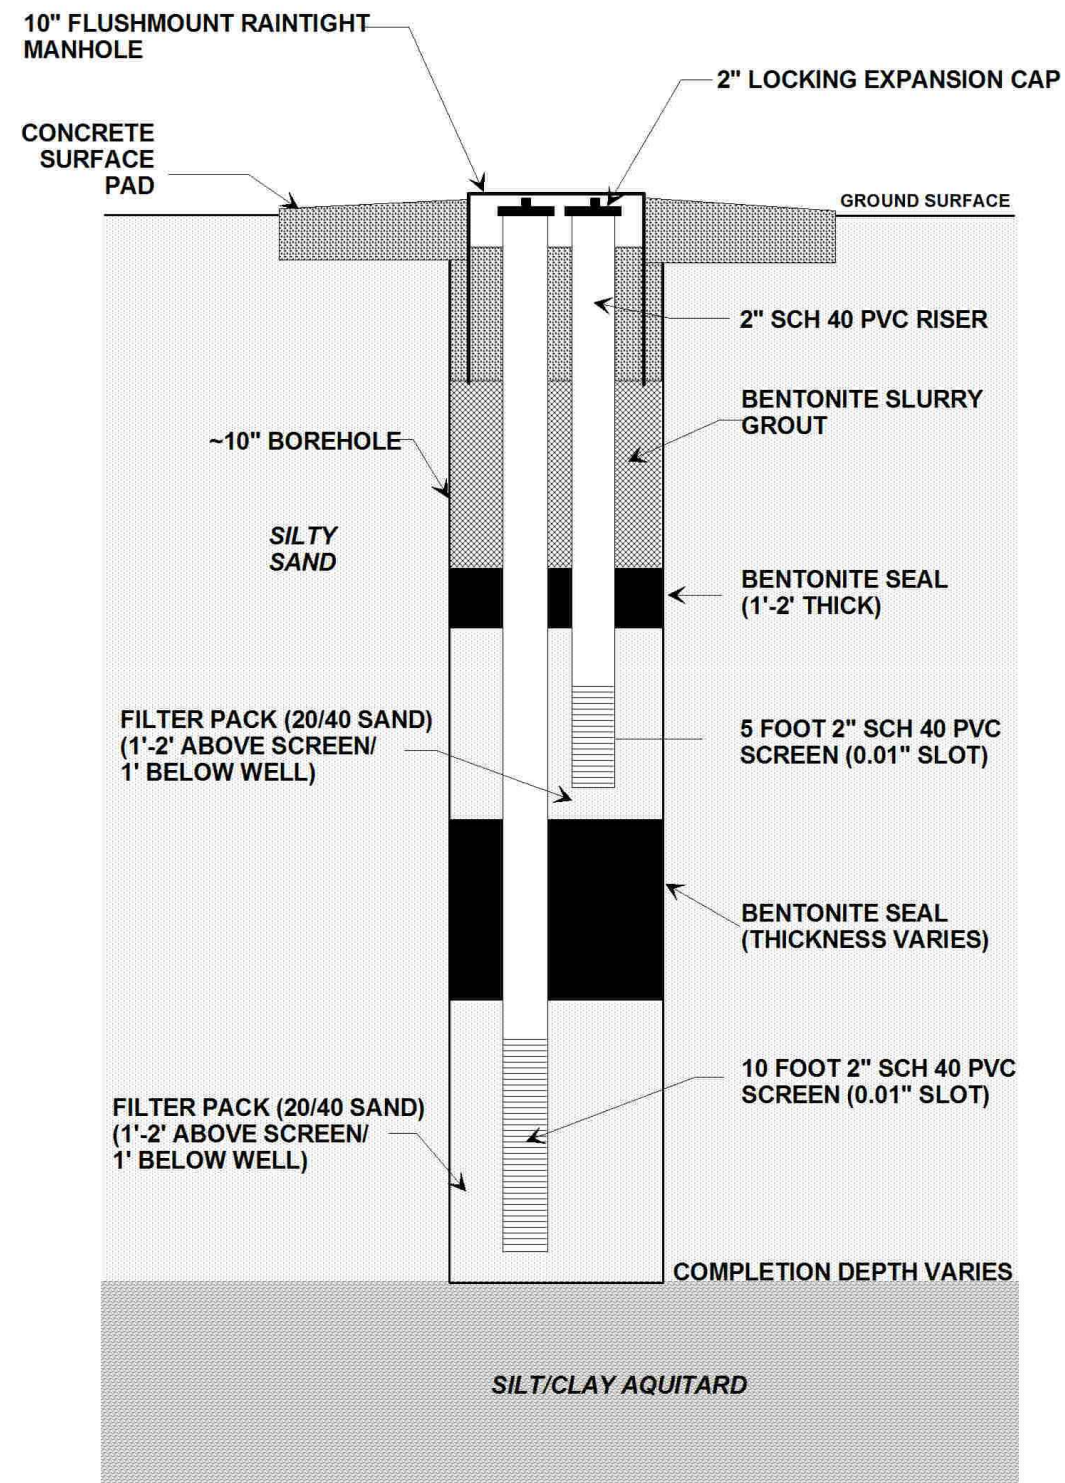 10" FLUSHMOUNT RAINTIGHT
MANHOLE
2" LOCKING EXPANSION CAP
CONCRETE
SURFACE
PAD
GROUND SURFACE
2" SCH 40 PVC RISER
BENTONITE SLURRY
GROUT
~10" BOREHOLE
SILTY
SAND
BENTONITE SEAL
(1'-2' THICK)
FILTER PACK (20/40 SAND)
(1'-2' ABOVE SCREEN/
1' BELOW WELL)
5 FOOT 2" SCH 40 PVC
SCREEN (0.01" SLOT)
BENTONITE SEAL
(THICKNESS VARIES)
10 FOOT 2" SCH 40 PVC
SCREEN (0.01" SLOT)
FILTER PACK (20/40 SAND)
(1'-2' ABOVE SCREEN/
1' BELOW WELL)
COMPLETION DEPTH VARIES
SILT/CLAY AQUITARD